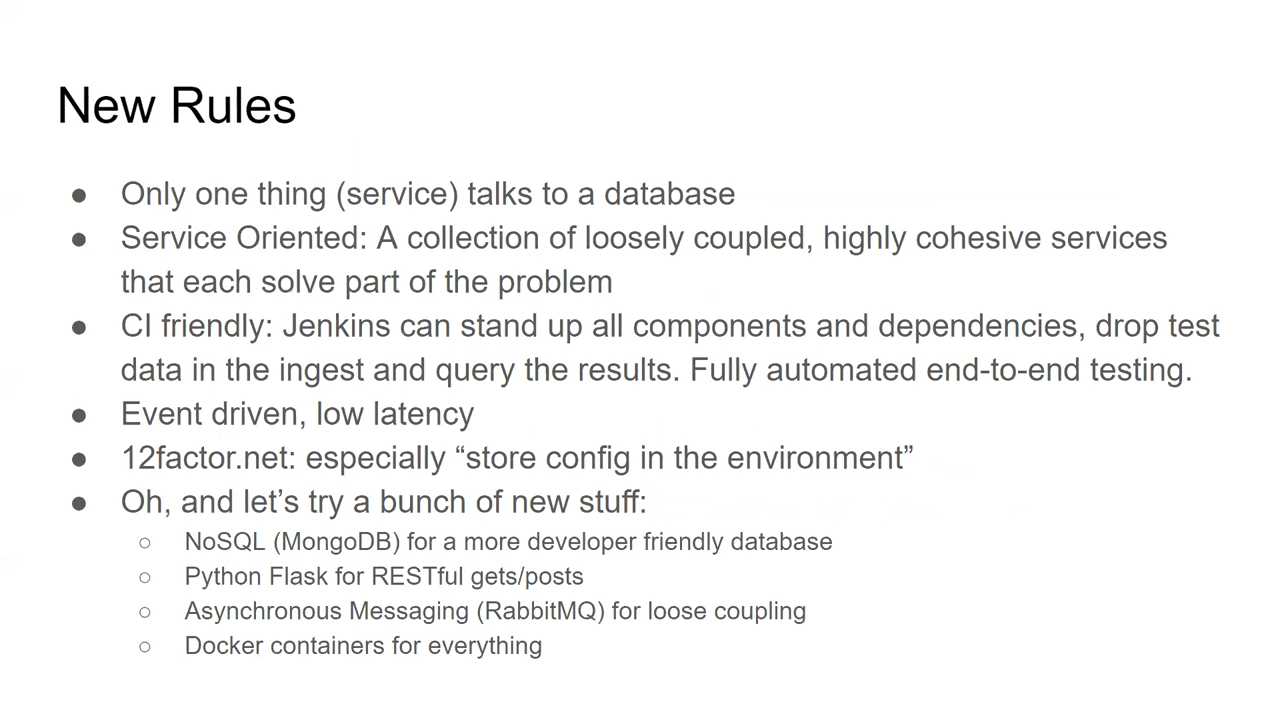 New Rules
● Only one thing (service) talks to a database
● Service Oriented: A collection of loosely coupled, highly cohesive services
that each solve part of the problem
● CI friendly: Jenkins can stand up all components and dependencies, drop test
data in the ingest and query the results. Fully automated end-to-end testing.
● Event driven, low latency
● 12factor.net: especially “store config in the environment”
● Oh, and let’s try a bunch of new stuff:
○ NoSQL (MongoDB) for a more developer friendly database
○ Python Flask for RESTful gets/posts
○ Asynchronous Messaging (RabbitMQ) for loose coupling
○ Docker containers for everything